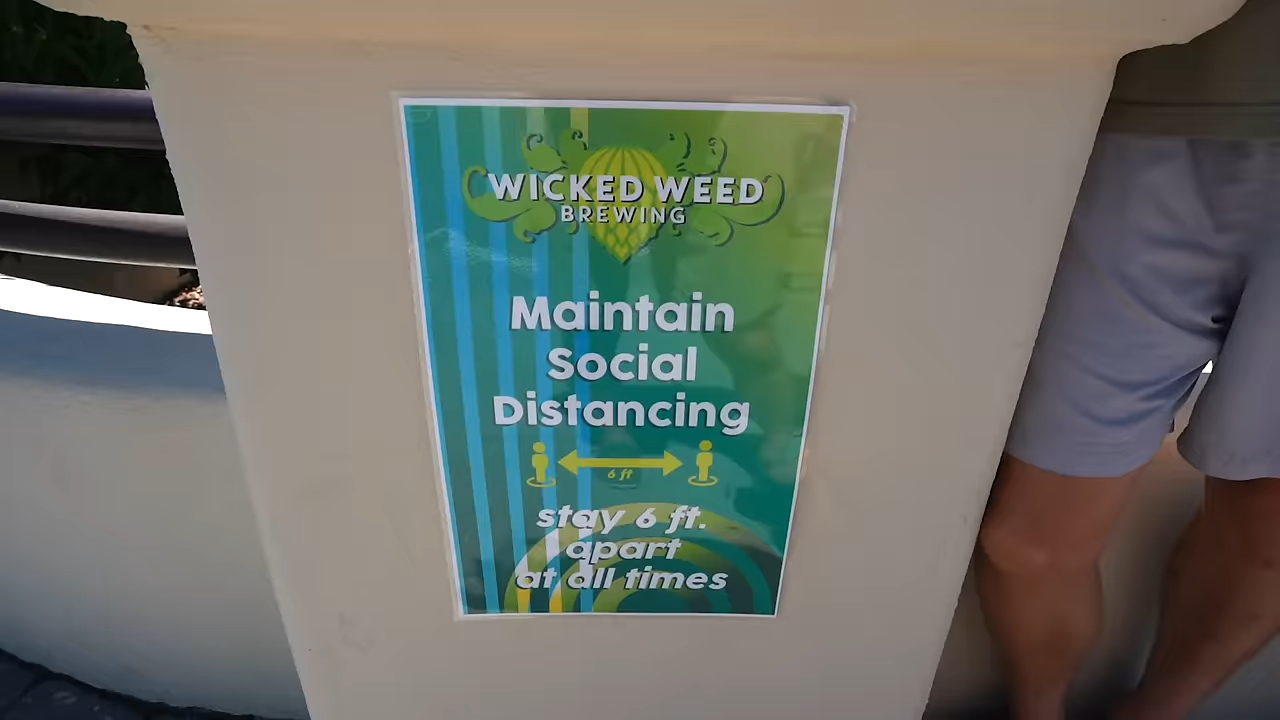 WICKED WEED
BREWING
Maintain
Social
Distancing
6 ft
stay 6 ft.
apart
at all times